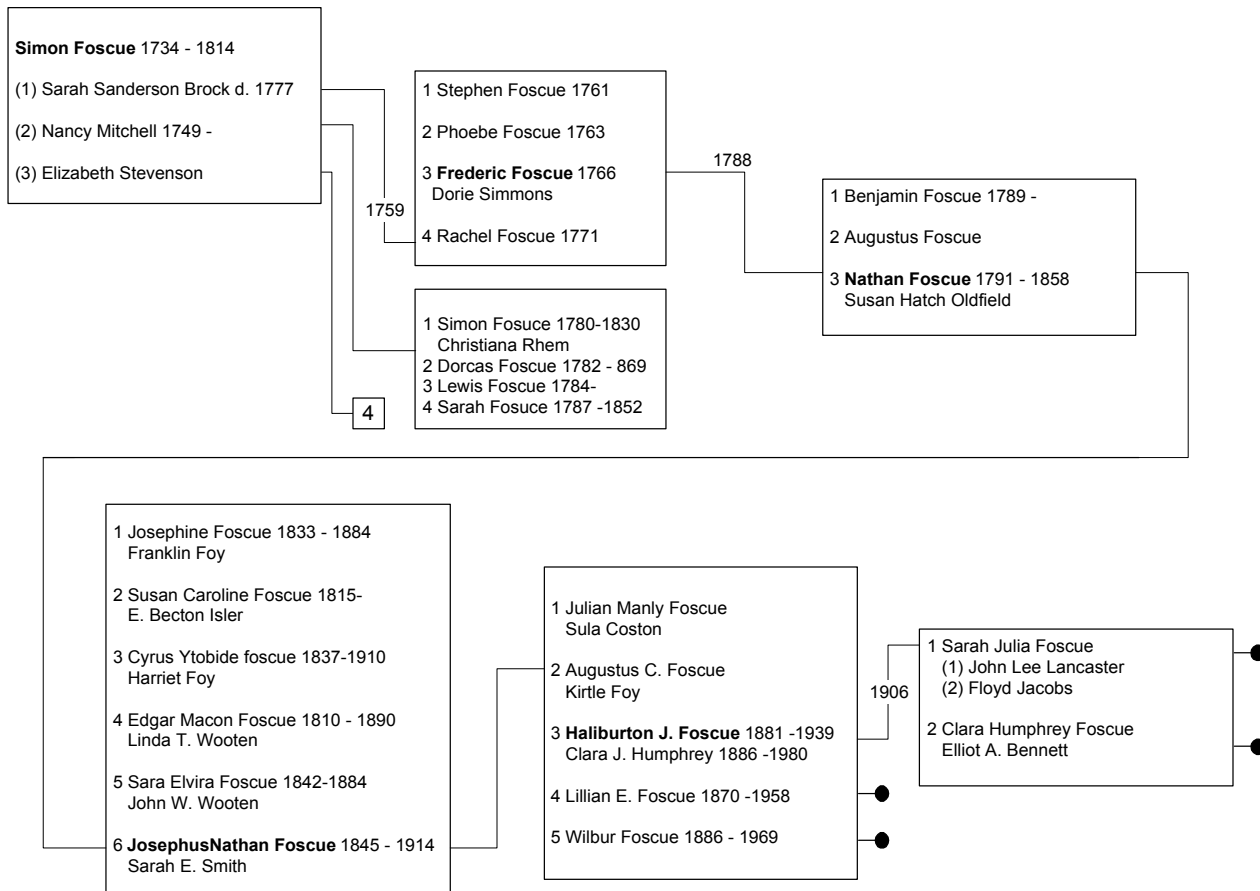 Simon Foscue 1734 - 1814
(1) Sarah Sanderson Brock d. 1777
(2) Nancy Mitchell 1749 -
(3) Elizabeth Stevenson
1759
1 Stephen Foscue 1761
2 Phoebe Foscue 1763
3 Frederic Foscue 1766
Dorie Simmons
4 Rachel Foscue 1771
1 Simon Fosuce 1780-1830
Christiana Rhem
2 Dorcas Foscue 1782 - 869
3 Lewis Foscue 1784-
4 Sarah Fosuce 1787 -1852
4
1788
1 Benjamin Foscue 1789 -
2 Augustus Foscue
3 Nathan Foscue 1791 - 1858
Susan Hatch Oldfield
1 Josephine Foscue 1833 - 1884
Franklin Foy
2 Susan Caroline Foscue 1815-
E. Becton Isler
3 Cyrus Ytobide foscue 1837-1910
Harriet Foy
4 Edgar Macon Foscue 1810 - 1890
Linda T. Wooten
5 Sara Elvira Foscue 1842-1884
John W. Wooten
6 JosephusNathan Foscue 1845 - 1914
Sarah E. Smith
1 Julian Manly Foscue
Sula Coston
2 Augustus C. Foscue
Kirtle Foy
3 Haliburton J. Foscue 1881 -1939
Clara J. Humphrey 1886 -1980
4 Lillian E. Foscue 1870 -1958
5 Wilbur Foscue 1886 - 1969
1906
1 Sarah Julia Foscue
(1) John Lee Lancaster
(2) Floyd Jacobs
2 Clara Humphrey Foscue
Elliot A. Bennett